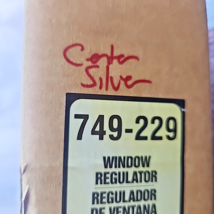 Center
Silver
749-229
WINDOW
REGULATOR
REGULADOR
DE VENTANA